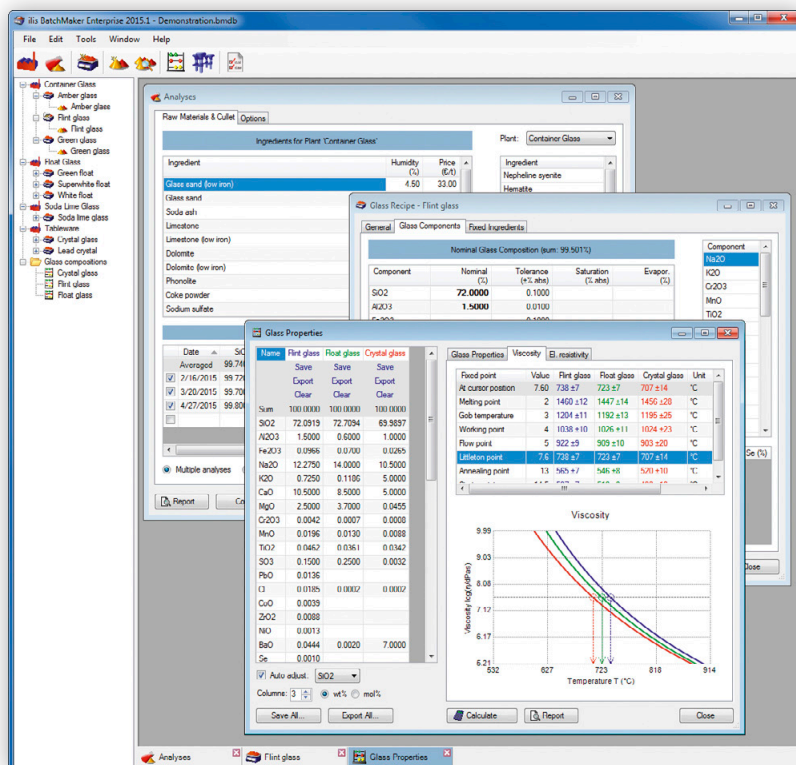 ilis BatchMaker Enterprise 2015.1 - Demonstration.bmdb
File Edit Tools Window Help
Container Glass
Amber glass
Amber glass
Flint glass
Flint glass
Green glass
Green glass
Float Glass
Green float
Superwhite float
White float
Soda Lime Glass
Soda lime glass
Tableware
Crystal glass
Lead crystal
Glass compositions
Crystal glass
Flint glass
Float glass
Analyses
Raw Materials & Cullet Options
Ingredients for Plant 'Container Glass'
Plant: Container Glass
Ingredient Humidity (%) Price (€/t)
Glass sand (low iron) 4.50 33.00
Glass sand
Soda ash
Limestone
Limestone (low iron)
Dolomite
Dolomite (low iron)
Phonolite
Coke powder
Sodium sulfate
Ingredient
Nepheline syenite
Hematite
Date
Averaged 99.74
2/16/2015 99.72
3/20/2015 99.70
4/27/2015 99.80
Multiple analyses
Report
Glass Recipe - Flint glass
General Glass Components Fixed Ingredients
Nominal Glass Composition (sum: 99.501%)
Component Nominal (%) Tolerance (+% abs) Saturation (% abs) Evapor. (%)
SiO2 72.0000 0.1000
Al2O3 1.5000 0.0100
Component
Na2O
K2O
Cr2O3
MnO
TiO2
Se (%)
Glass Properties
Name Flint glass Float glass Crystal glass
Save Save Save
Export Export Export
Clear Clear Clear
Sum 100.0000 100.0000 100.0000
SiO2 72.0919 72.7094 69.9897
Al2O3 1.5000 0.6000 1.0000
Fe2O3 0.0966 0.0700 0.0265
Na2O 12.2750 14.0000 10.5000
K2O 0.7250 0.1186 5.0000
CaO 10.5000 8.5000 5.0000
MgO 2.5000 3.7000 0.0455
Cr2O3 0.0042 0.0007 0.0008
MnO 0.0196 0.0130 0.0088
TiO2 0.0462 0.0361 0.0342
SO3 0.1500 0.2500 0.0032
PbO 0.0136
Cl 0.0185 0.0002 0.0002
CuO 0.0039
ZrO2 0.0088
NiO 0.0013
BaO 0.0444 0.0020 7.0000
Se 0.0010
Auto adjust. SiO2
Columns: 3 wt% mol%
Save All... Export All...
Glass Properties Viscosity El. resistivity
Fixed point Value Flint glass Float glass Crystal glass Unit
At cursor position 7.60 738 ±7 723 ±7 707 ±14 °C
Melting point 2 1460 ±12 1447 ±14 1456 ±28 °C
Gob temperature 3 1204 ±11 1192 ±13 1195 ±25 °C
Working point 4 1038 ±10 1026 ±11 1024 ±23 °C
Flow point 5 922 ±9 909 ±10 903 ±20 °C
Littleton point 7.6 738 ±7 723 ±7 707 ±14 °C
Annealing point 13 565 ±7 546 ±8 520 ±10 °C
Viscosity
Viscosity log(η/dPas)
9.99
9.03
8.08
7.12
6.17
6.21
532 627 723 818 914
Temperature T (°C)
Calculate Report Close
Analyses Flint glass Glass Properties